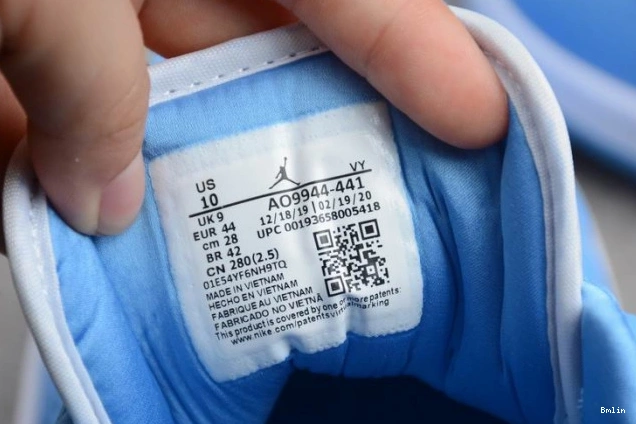 US
10
VY
AO9944-441
UK 9
12/18/19 | 02/19/20
EUR 44
UPC 00193658005418
cm 28
BR 42
CN 280(2.5)
01E54YF6NH9TQ
MADE IN VIETNAM
HECHO EN VIETNAM
FABRIQUE AU VIETNAM
FABRICADO NO VIETNÃ
This product is covered by one or more patents:
www.nike.com/patentsvirtualmarking
Bmlin